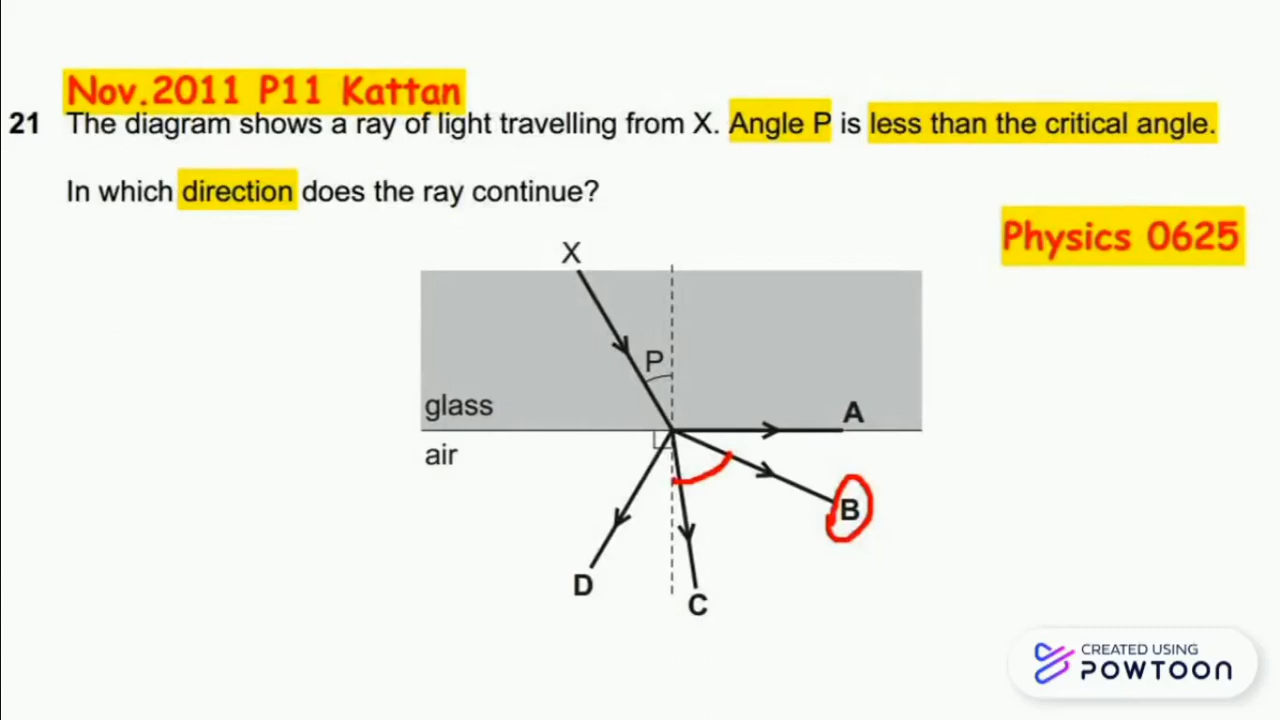 Nov.2011 P11 Kattan
21 The diagram shows a ray of light travelling from X. Angle P is less than the critical angle.
In which direction does the ray continue?
Physics 0625
X
P
glass
A
air
B
D
C
CREATED USING
POWTOON